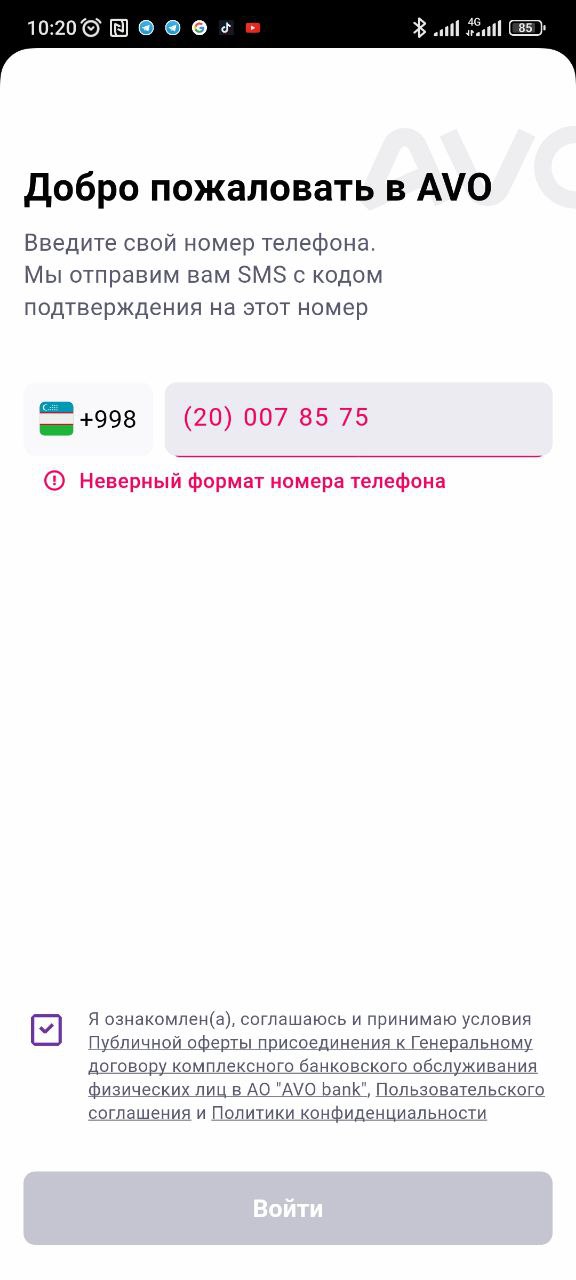 10:20
4G
85
AVO
Добро пожаловать в AVO
Введите свой номер телефона.
Мы отправим вам SMS с кодом
подтверждения на этот номер
+998
(20) 007 85 75
Неверный формат номера телефона
Я ознакомлен(а), соглашаюсь и принимаю условия
Публичной оферты присоединения к Генеральному
договору комплексного банковского обслуживания
физических лиц в АО "AVO bank", Пользовательского
соглашения и Политики конфиденциальности
Войти